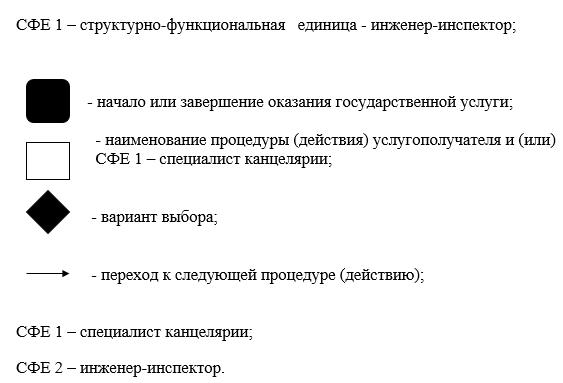 СФЕ 1 – структурно-функциональная единица - инженер-инспектор;
- начало или завершение оказания государственной услуги;
- наименование процедуры (действия) услугополучателя и (или)
СФЕ 1 – специалист канцелярии;
- вариант выбора;
- переход к следующей процедуре (действию);
СФЕ 1 – специалист канцелярии;
СФЕ 2 – инженер-инспектор.